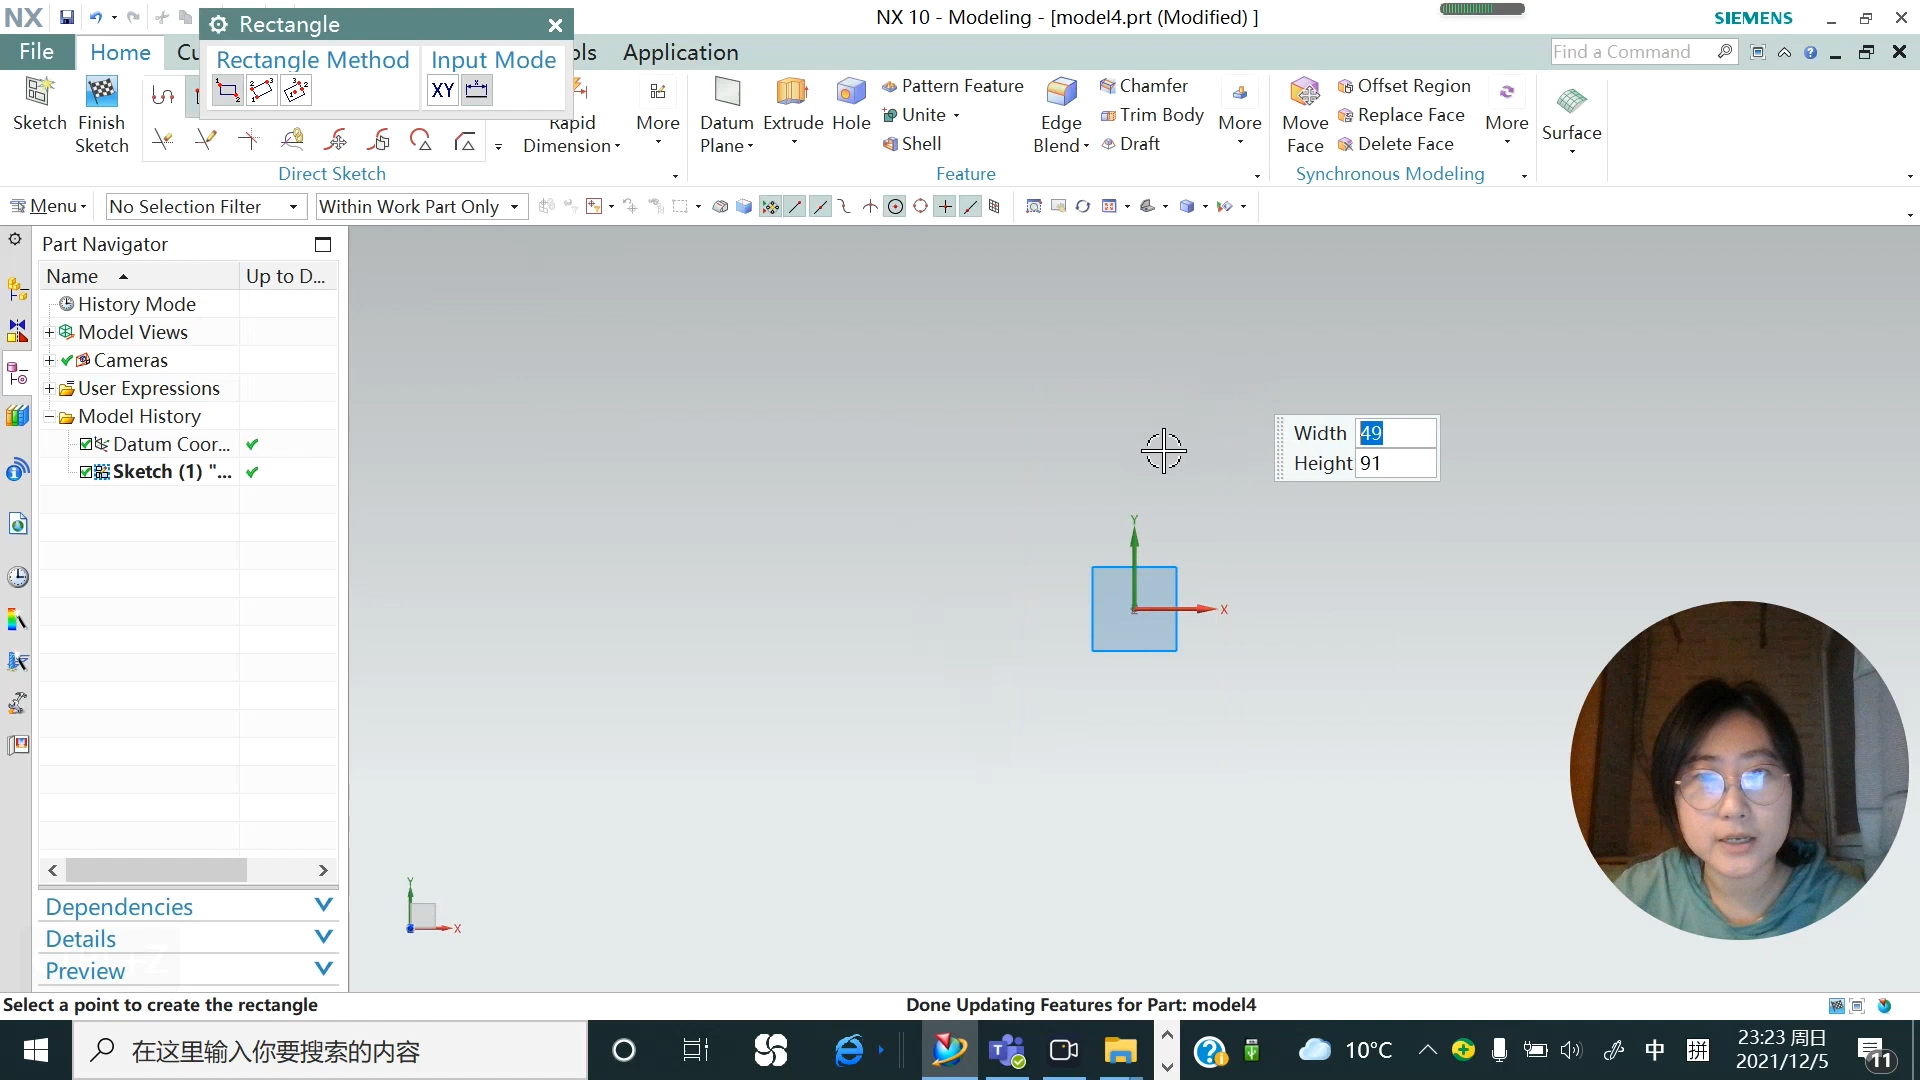 NX
Rectangle
NX 10 - Modeling - [model4.prt (Modified) ]
SIEMENS
File
Home
Cu
ols
Application
Find a Command
Rectangle Method
Input Mode
XY
Sketch
Finish
Sketch
Rapid
Dimension
More
Datum
Plane
Extrude
Hole
Pattern Feature
Unite
Shell
Edge
Blend
Chamfer
Trim Body
Draft
More
Move
Face
Offset Region
Replace Face
Delete Face
More
Surface
Direct Sketch
Feature
Synchronous Modeling
Menu
No Selection Filter
Within Work Part Only
Part Navigator
Name
Up to D...
History Mode
Model Views
Cameras
User Expressions
Model History
Datum Coor...
Sketch (1) "...
Width 49
Height 91
Y
X
Y
X
Dependencies
Details
Preview
Select a point to create the rectangle
Done Updating Features for Part: model4
在这里输入你要搜索的内容
10°C
中
拼
23:23 周日
2021/12/5
11